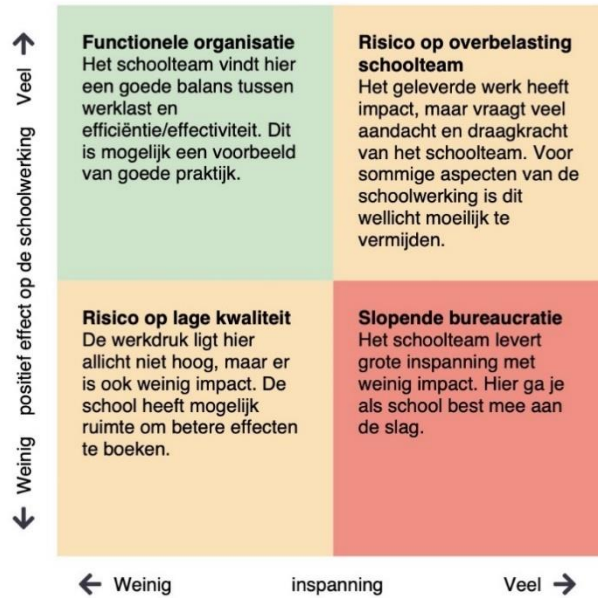 Functionele organisatie
Het schoolteam vindt hier
een goede balans tussen
werklast en
efficiëntie/effectiviteit. Dit
is mogelijk een voorbeeld
van goede praktijk.
Risico op overbelasting
schoolteam
Het geleverde werk heeft
impact, maar vraagt veel
aandacht en draagkracht
van het schoolteam. Voor
sommige aspecten van de
schoolwerking is dit
wellicht moeilijk te
vermijden.
Risico op lage kwaliteit
De werkdruk ligt hier
allicht niet hoog, maar er
is ook weinig impact. De
school heeft mogelijk
ruimte om betere effecten
te boeken.
Slopende bureaucratie
Het schoolteam levert
grote inspanning met
weinig impact. Hier ga je
als school best mee aan
de slag.
← Weinig positief effect op de schoolwerking Veel →
← Weinig inspanning Veel →